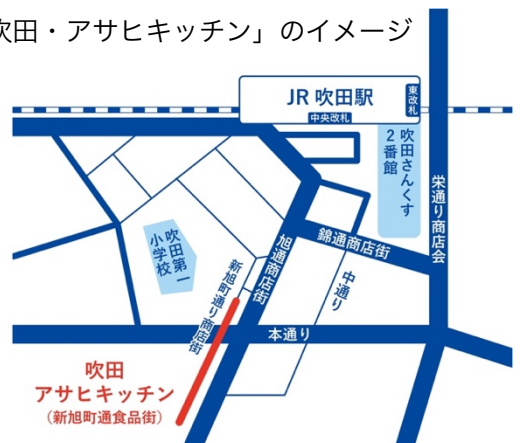 吹田・アサヒキッチン」のイメージ
JR 吹田駅
中央改札
東改札
吹田さんくす
2番館
栄通り商店会
錦通商店街
旭通商店街
中通り
吹田第一
小学校
新旭町通り商店街
本通り
吹田
アサヒキッチン
（新旭町通食品街）